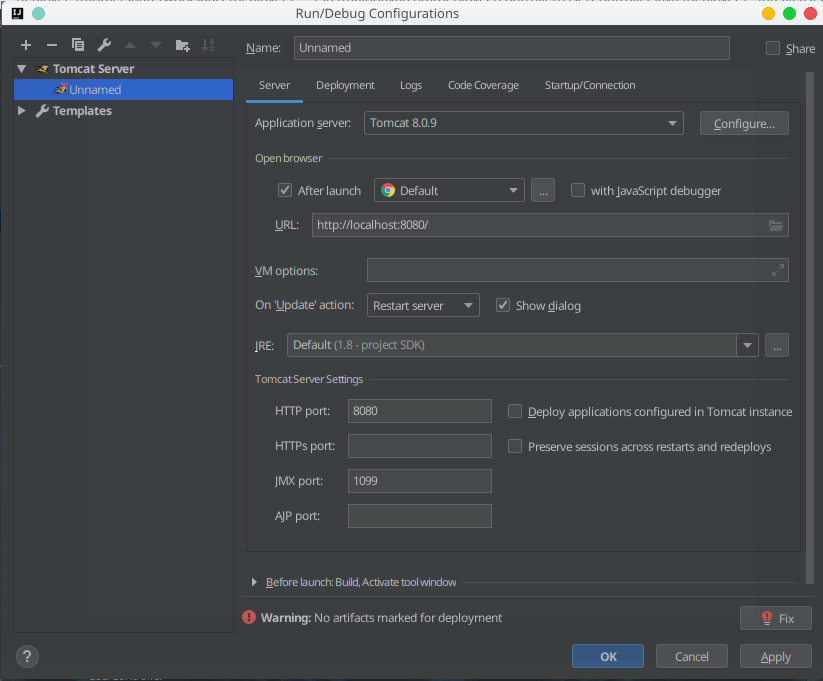 Run/Debug Configurations
Name: Unnamed Share
Tomcat Server
Unnamed
Templates
Server Deployment Logs Code Coverage Startup/Connection
Application server: Tomcat 8.0.9 Configure...
Open browser
After launch Default ... with JavaScript debugger
URL: http://localhost:8080/
VM options:
On 'Update' action: Restart server Show dialog
JRE: Default (1.8 - project SDK) ...
Tomcat Server Settings
HTTP port: 8080 Deploy applications configured in Tomcat instance
HTTPs port: Preserve sessions across restarts and redeploys
JMX port: 1099
AJP port:
Before launch: Build, Activate tool window
Warning: No artifacts marked for deployment Fix
? OK Cancel Apply